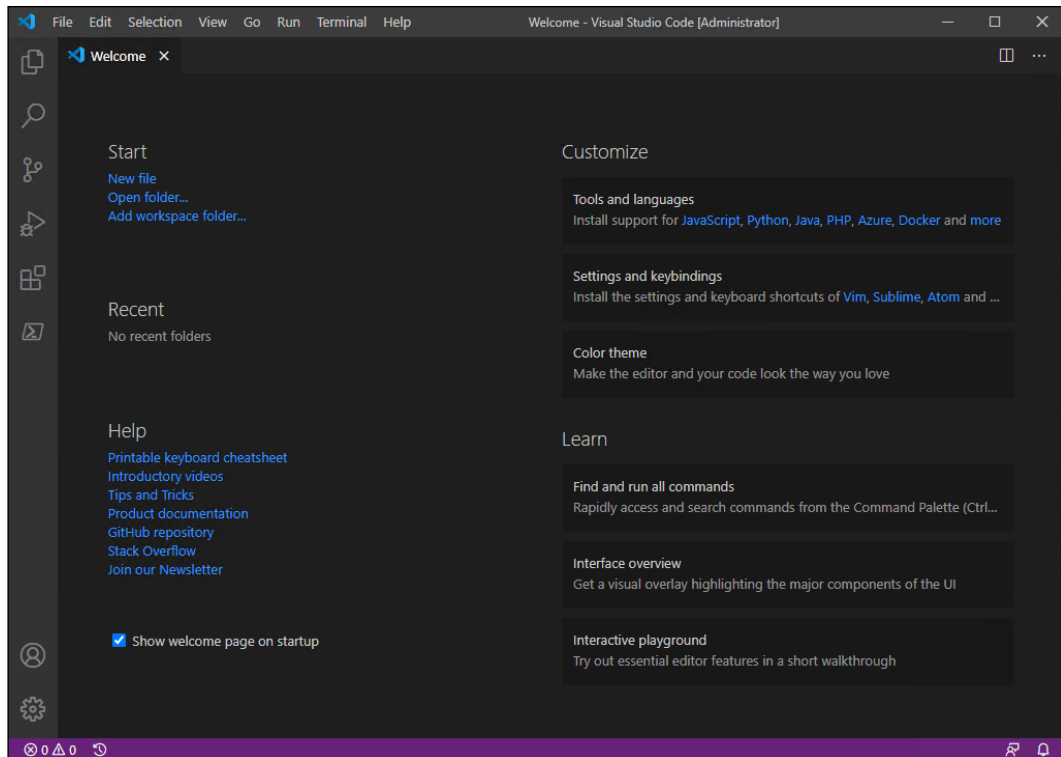 File Edit Selection View Go Run Terminal Help
Welcome - Visual Studio Code [Administrator]
Welcome
Start
New file
Open folder...
Add workspace folder...
Recent
No recent folders
Help
Printable keyboard cheatsheet
Introductory videos
Tips and Tricks
Product documentation
GitHub repository
Stack Overflow
Join our Newsletter
Show welcome page on startup
Customize
Tools and languages
Install support for JavaScript, Python, Java, PHP, Azure, Docker and more
Settings and keybindings
Install the settings and keyboard shortcuts of Vim, Sublime, Atom and ...
Color theme
Make the editor and your code look the way you love
Learn
Find and run all commands
Rapidly access and search commands from the Command Palette (Ctrl...
Interface overview
Get a visual overlay highlighting the major components of the UI
Interactive playground
Try out essential editor features in a short walkthrough
0 0